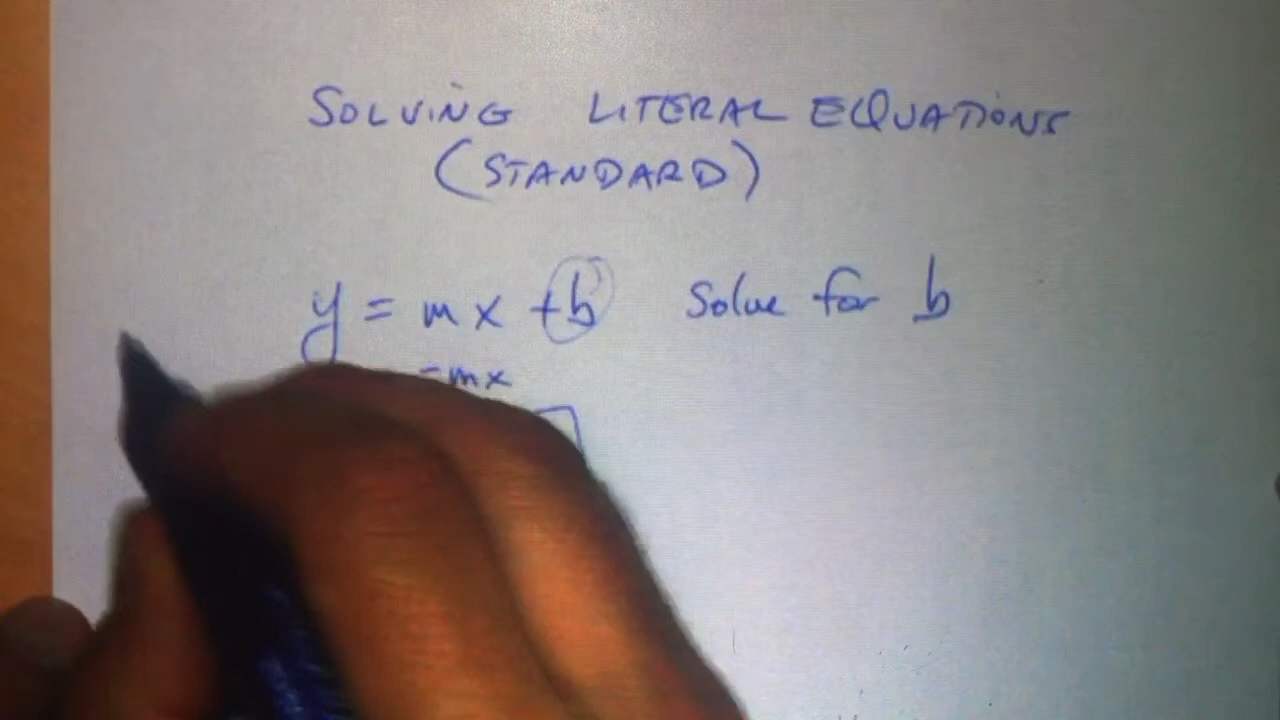 SOLVING LITERAL EQUATIONS
(STANDARD)
y = mx + b solve for b
-mx